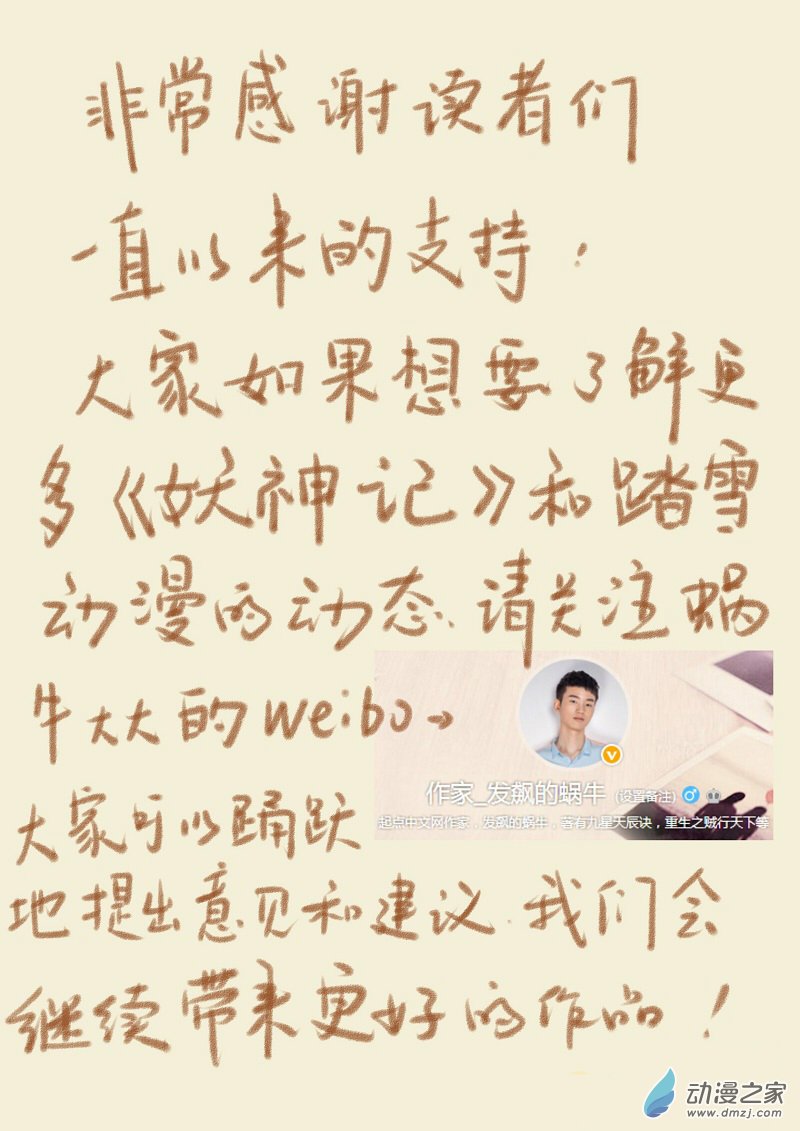 非常感谢读者们
一直以来的支持！
大家如果想要了解更
多《妖神记》和踏雪
动漫的动态、请关注蜗
牛大大的weibo→
作家_发飙的蜗牛 (设置备注)
起点中文网作家，发飙的蜗牛，著有九星天辰诀，重生之贼行天下等
大家可以踊跃
地提出意见和建议.我们会
继续带来更好的作品！
动漫之家
www.dmzj.com